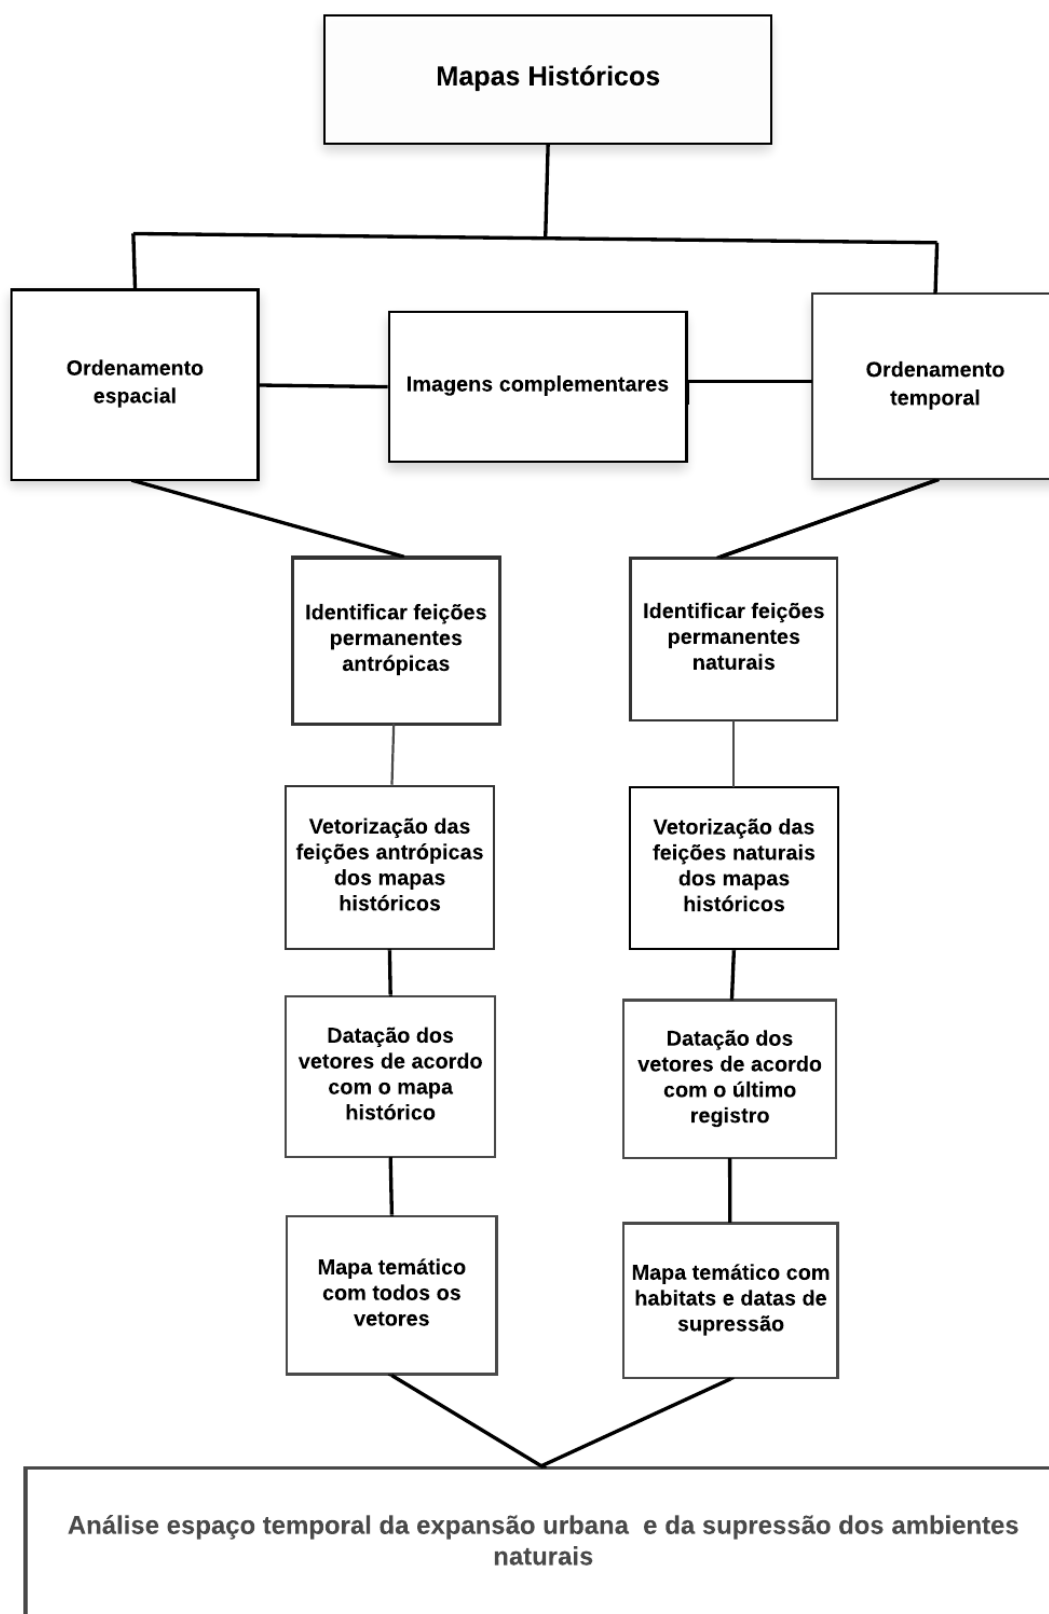 Mapas Históricos
Ordenamento
espacial
Imagens complementares
Ordenamento
temporal
Identificar feições
permanentes
antrópicas
Identificar feições
permanentes
naturais
Vetorização das
feições antrópicas
dos mapas
históricos
Vetorização das
feições naturais
dos mapas
históricos
Datação dos
vetores de acordo
com o mapa
histórico
Datação dos
vetores de acordo
com o último
registro
Mapa temático
com todos os
vetores
Mapa temático com
habitats e datas de
supressão
Análise espaço temporal da expansão urbana e da supressão dos ambientes
naturais